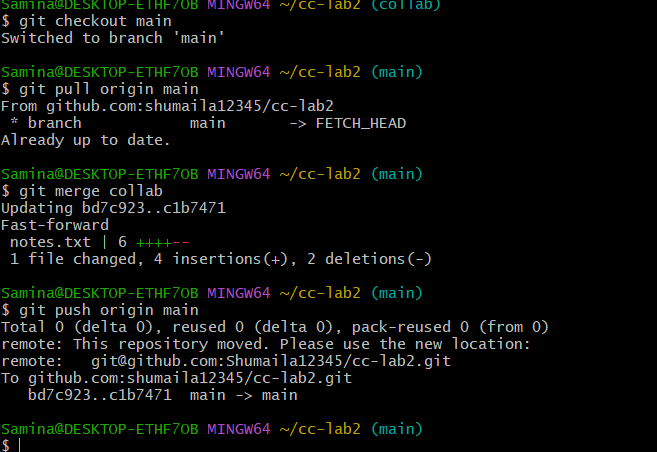 Samina@DESKTOP-ETHF7OB MINGW64 ~/cc-lab2 (collab)
$ git checkout main
Switched to branch 'main'
Samina@DESKTOP-ETHF7OB MINGW64 ~/cc-lab2 (main)
$ git pull origin main
From github.com:shumaila12345/cc-lab2
 * branch            main       -> FETCH_HEAD
Already up to date.
Samina@DESKTOP-ETHF7OB MINGW64 ~/cc-lab2 (main)
$ git merge collab
Updating bd7c923..c1b7471
Fast-forward
 notes.txt | 6 ++++--
 1 file changed, 4 insertions(+), 2 deletions(-)
Samina@DESKTOP-ETHF7OB MINGW64 ~/cc-lab2 (main)
$ git push origin main
Total 0 (delta 0), reused 0 (delta 0), pack-reused 0 (from 0)
remote: This repository moved. Please use the new location:
remote:   git@github.com:Shumaila12345/cc-lab2.git
To github.com:shumaila12345/cc-lab2.git
   bd7c923..c1b7471  main -> main
Samina@DESKTOP-ETHF7OB MINGW64 ~/cc-lab2 (main)
$